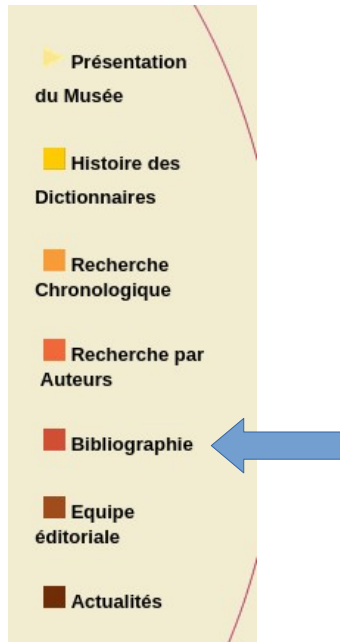 Présentation
du Musée
Histoire des
Dictionnaires
Recherche
Chronologique
Recherche par
Auteurs
Bibliographie
Equipe
éditoriale
Actualités